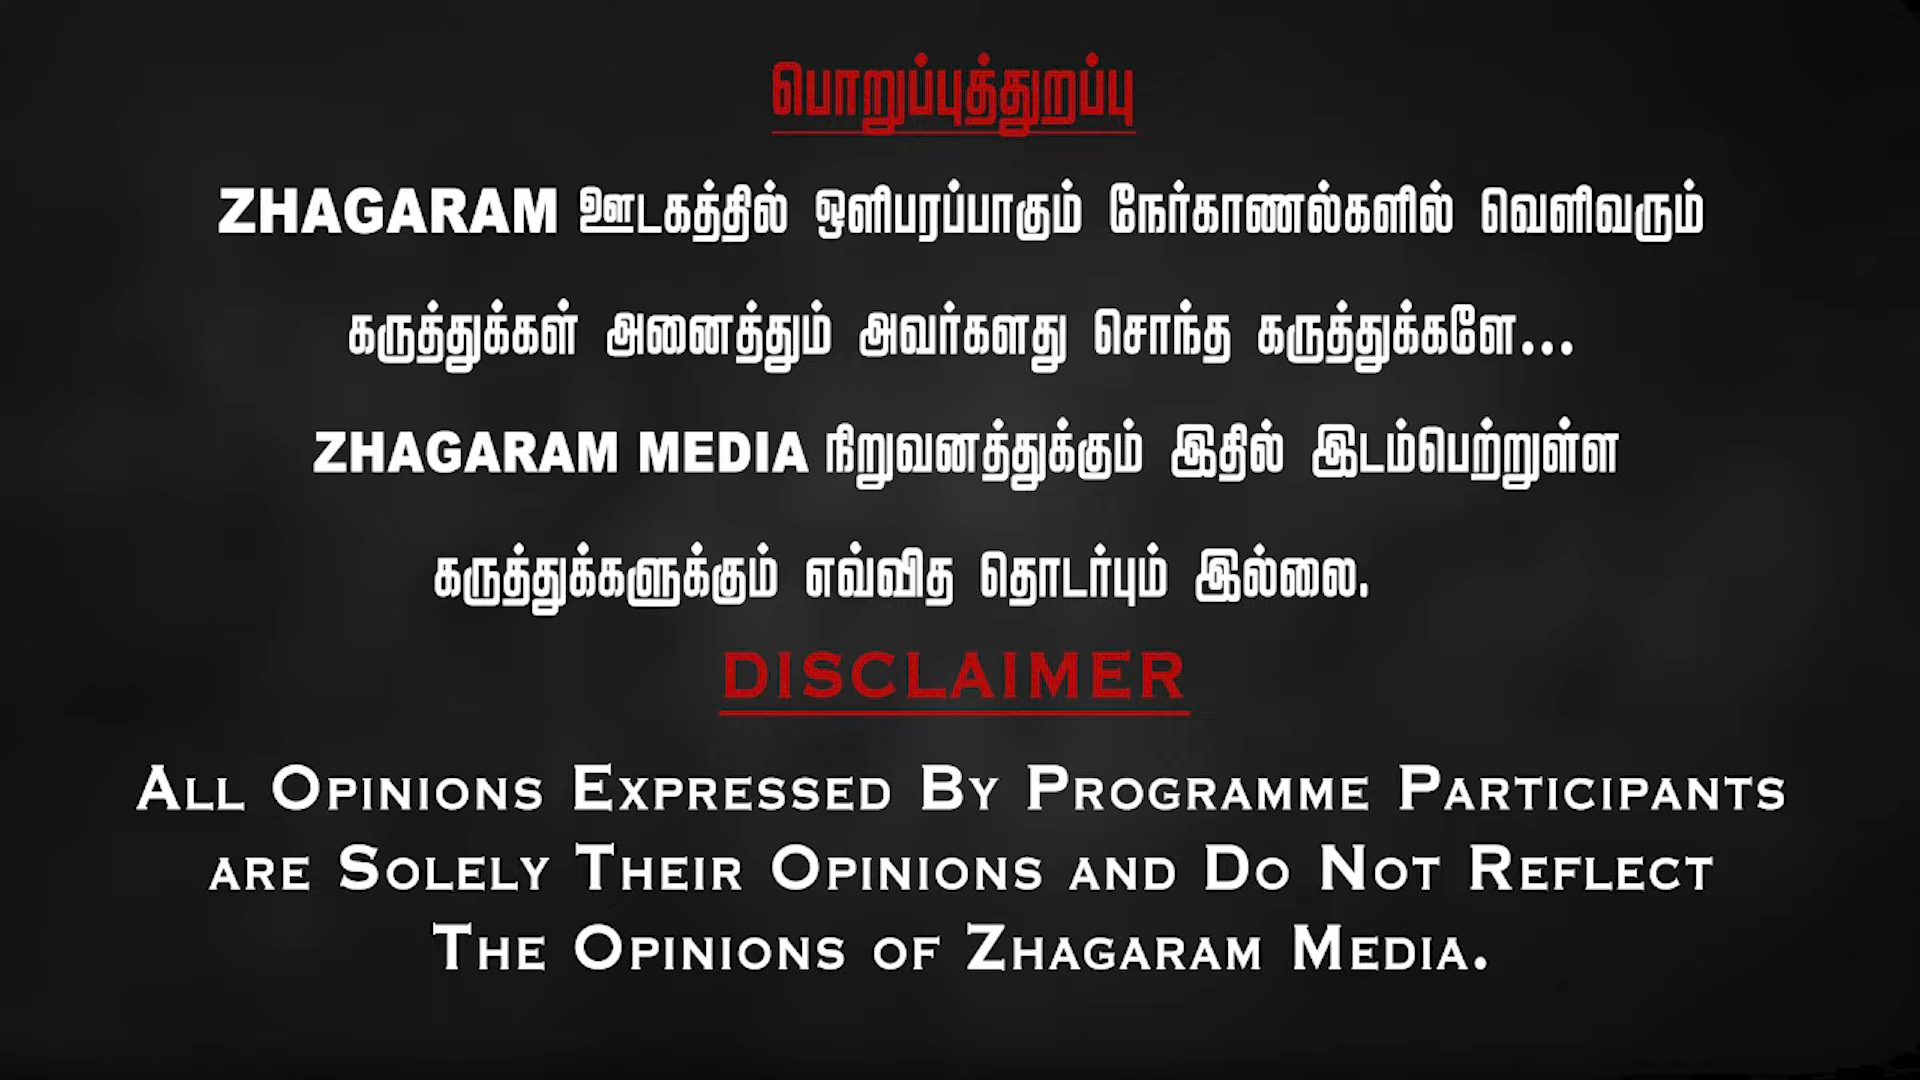 பொறுப்புத்துறப்பு
ZHAGARAM ஊடகத்தில் ஒளிபரப்பாகும் நேர்காணல்களில் வெளிவரும்
கருத்துக்கள் அனைத்தும் அவர்களது சொந்த கருத்துக்களே...
ZHAGARAM MEDIA நிறுவனத்துக்கும் இதில் இடம்பெற்றுள்ள
கருத்துக்களுக்கும் எவ்வித தொடர்பும் இல்லை.
DISCLAIMER
All Opinions Expressed By Programme Participants
are Solely Their Opinions and Do Not Reflect
The Opinions of Zhagaram Media.